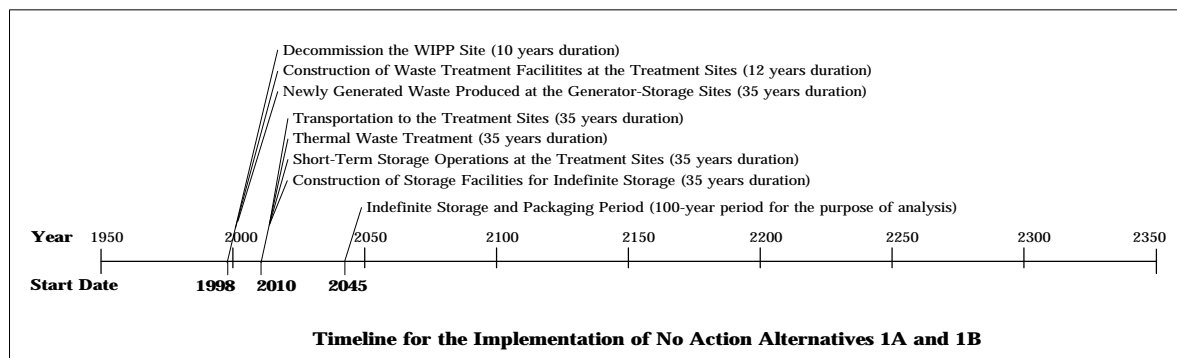 Decommission the WIPP Site (10 years duration)
Construction of Waste Treatment Facilitites at the Treatment Sites (12 years duration)
Newly Generated Waste Produced at the Generator-Storage Sites (35 years duration)
Transportation to the Treatment Sites (35 years duration)
Thermal Waste Treatment (35 years duration)
Short-Term Storage Operations at the Treatment Sites (35 years duration)
Construction of Storage Facilities for Indefinite Storage (35 years duration)
Indefinite Storage and Packaging Period (100-year period for the purpose of analysis)
Year 1950 2000 2050 2100 2150 2200 2250 2300 2350
Start Date 1998 2010 2045
Timeline for the Implementation of No Action Alternatives 1A and 1B